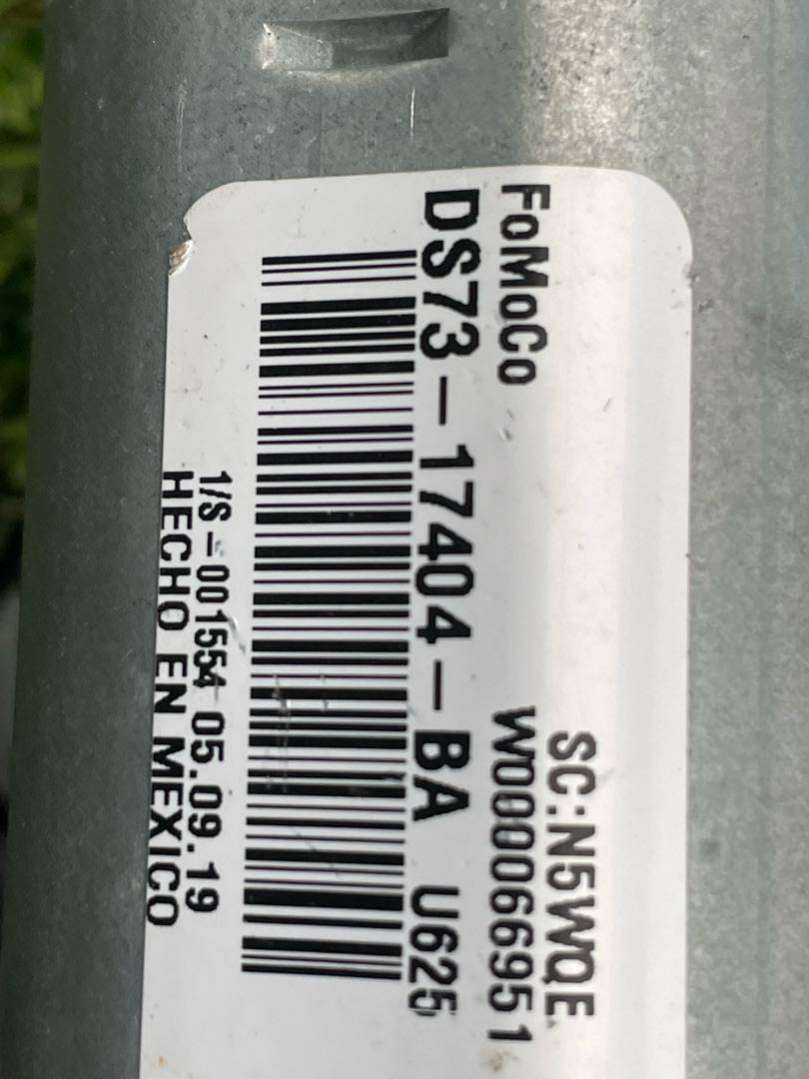 SC:N5WQE
FoMoCo W000066951
DS73-17404-BA U625
1/S-001554 05.09.19
HECHO EN MEXICO